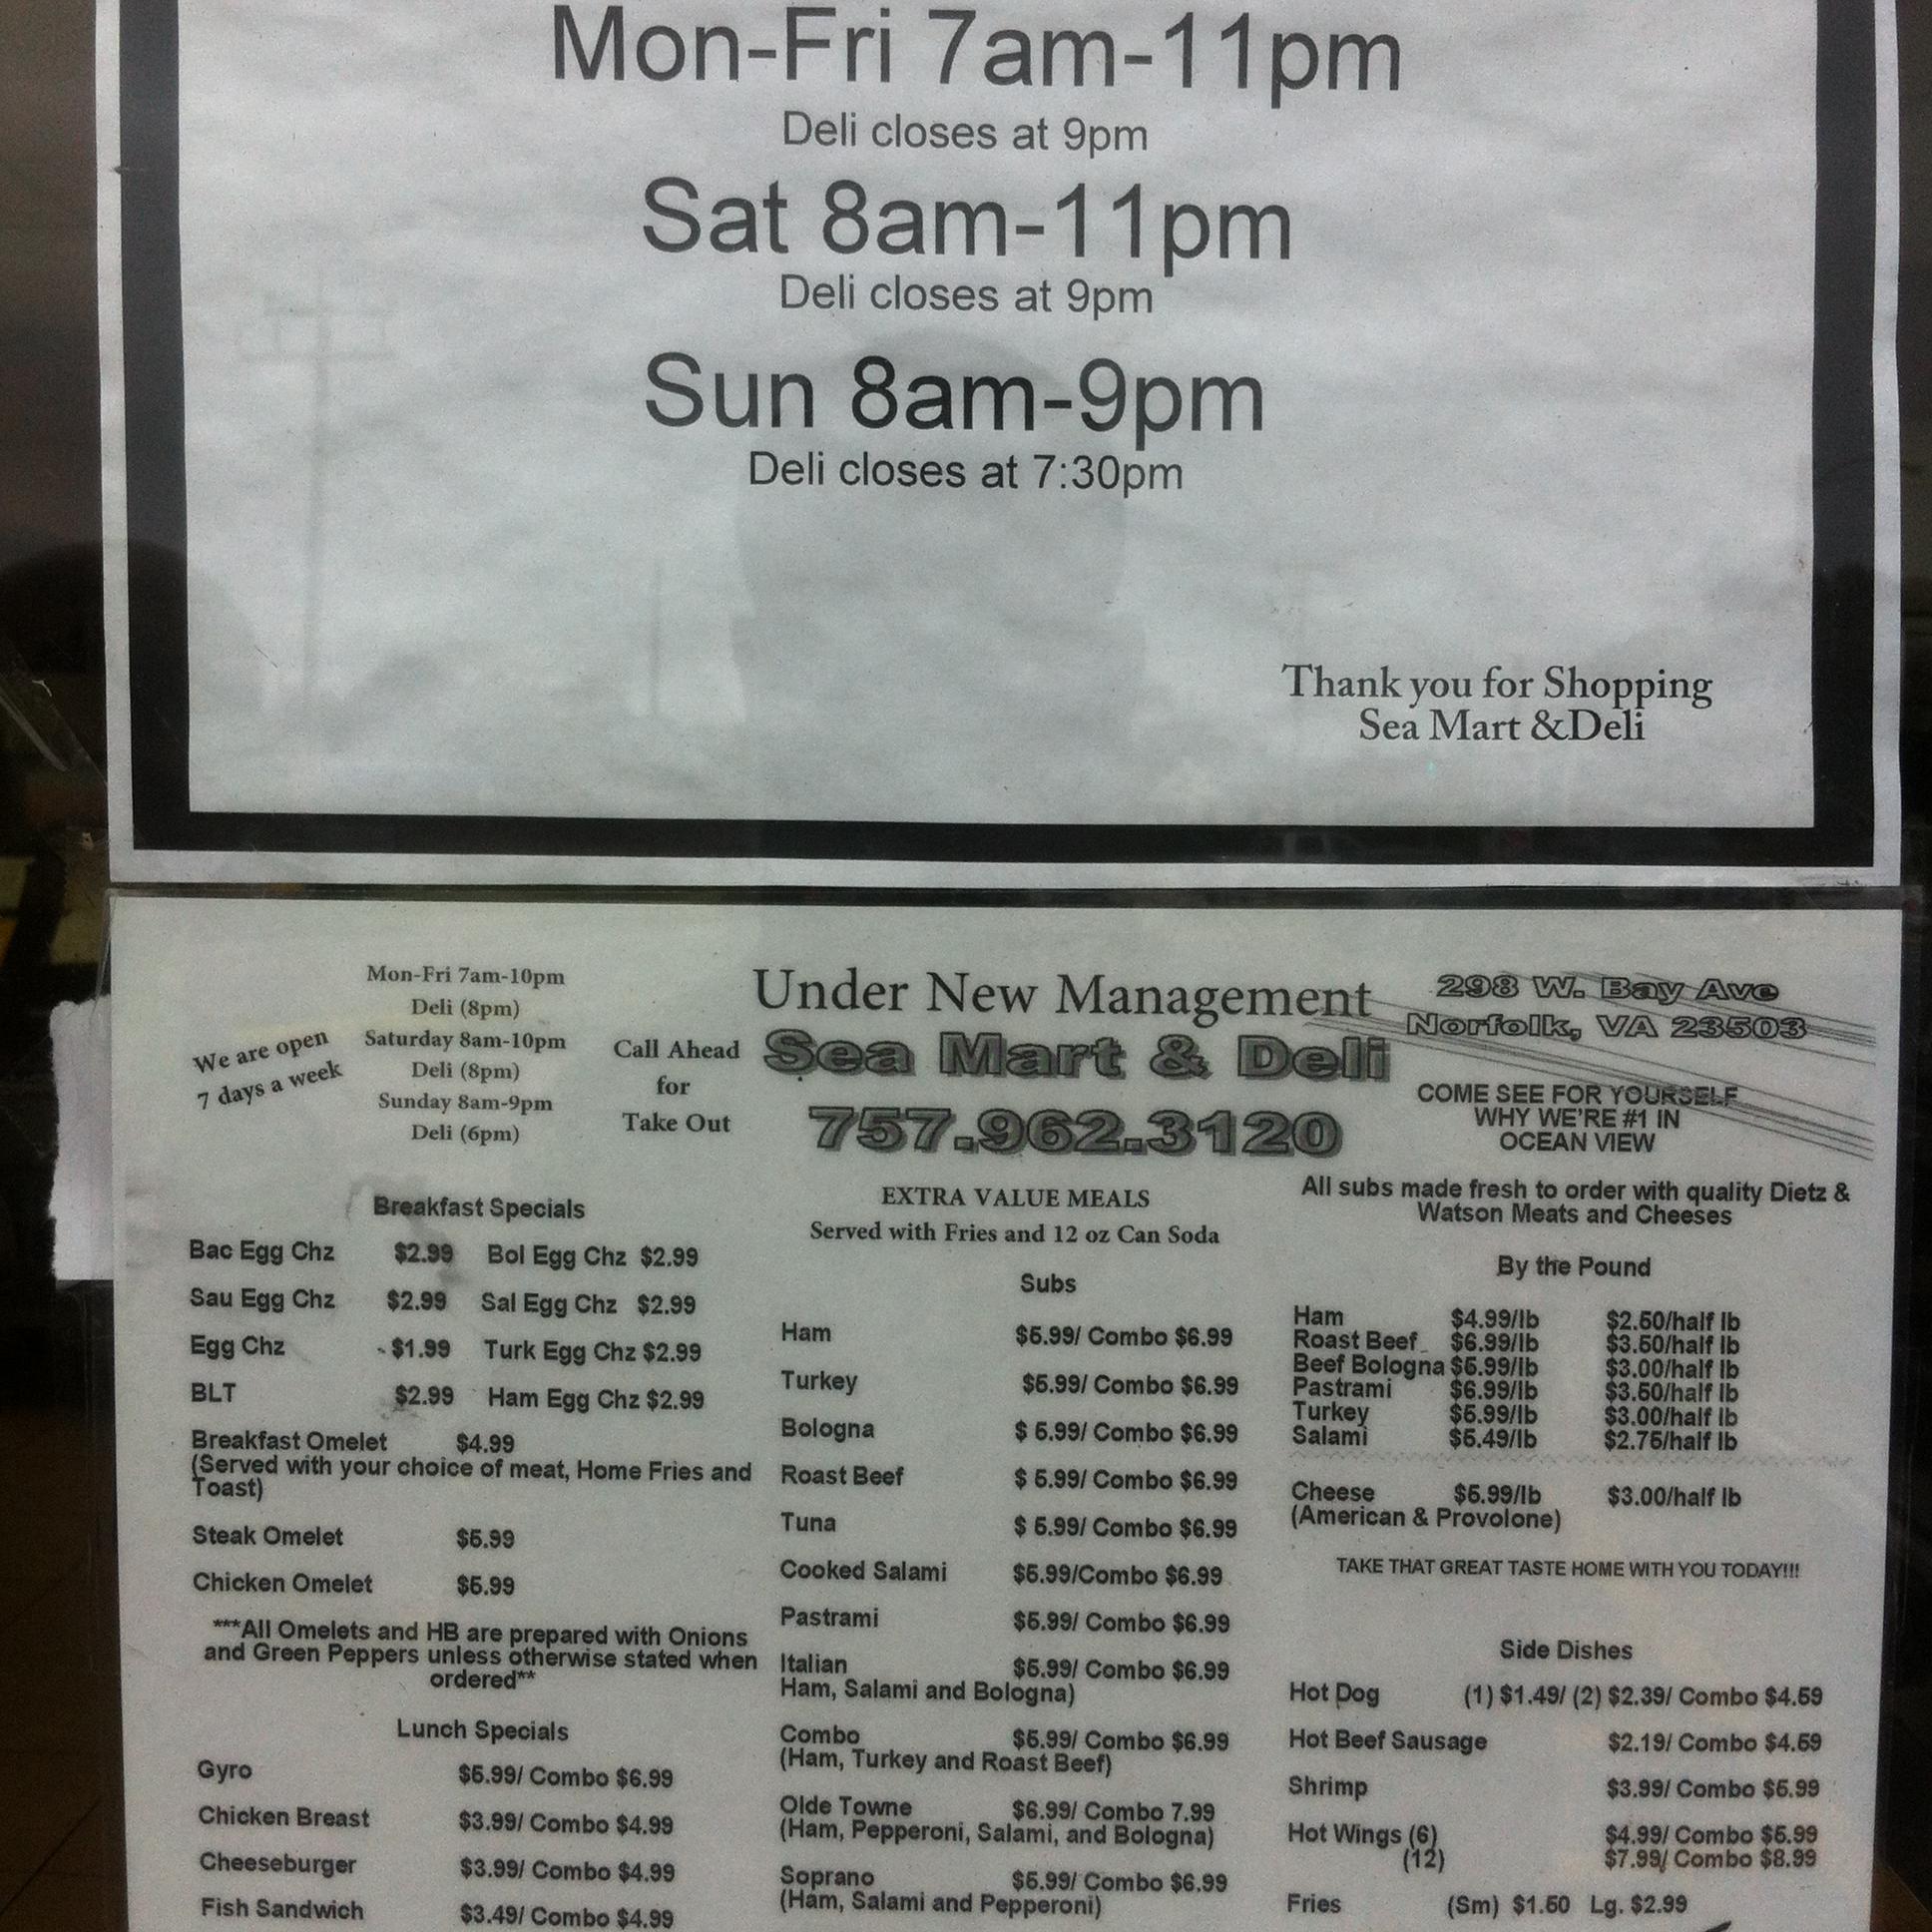 Mon-Fri 7am-11pm
Deli closes at 9pm
Sat 8am-11pm
Deli closes at 9pm
Sun 8am-9pm
Deli closes at 7:30pm
Thank you for Shopping
Sea Mart &Deli
We are open
7 days a week
Mon-Fri 7am-10pm
Deli (8pm)
Saturday 8am-10pm
Deli (8pm)
Sunday 8am-9pm
Deli (6pm)
Call Ahead
for
Take Out
Under New Management
Sea Mart & Deli
757.962.3120
298 W. Bay Ave
Norfolk, VA 23503
COME SEE FOR YOURSELF
WHY WE'RE #1 IN
OCEAN VIEW
Breakfast Specials
Bac Egg Chz $2.99 Bol Egg Chz $2.99
Sau Egg Chz $2.99 Sal Egg Chz $2.99
Egg Chz $1.99 Turk Egg Chz $2.99
BLT $2.99 Ham Egg Chz $2.99
Breakfast Omelet $4.99
(Served with your choice of meat, Home Fries and
Toast)
Steak Omelet $5.99
Chicken Omelet $5.99
***All Omelets and HB are prepared with Onions
and Green Peppers unless otherwise stated when
ordered**
Lunch Specials
Gyro $5.99/ Combo $6.99
Chicken Breast $3.99/ Combo $4.99
Cheeseburger $3.99/ Combo $4.99
Fish Sandwich $3.49/ Combo $4.99
EXTRA VALUE MEALS
Served with Fries and 12 oz Can Soda
Subs
Ham $5.99/ Combo $6.99
Turkey $5.99/ Combo $6.99
Bologna $ 5.99/ Combo $6.99
Roast Beef $ 5.99/ Combo $6.99
Tuna $ 5.99/ Combo $6.99
Cooked Salami $5.99/Combo $6.99
Pastrami $5.99/ Combo $6.99
Italian $5.99/ Combo $6.99
Ham, Salami and Bologna)
Combo $5.99/ Combo $6.99
(Ham, Turkey and Roast Beef)
Olde Towne $6.99/ Combo 7.99
(Ham, Pepperoni, Salami, and Bologna)
Soprano $5.99/ Combo $6.99
(Ham, Salami and Pepperoni)
All subs made fresh to order with quality Dietz &
Watson Meats and Cheeses
By the Pound
Ham $4.99/lb $2.50/half lb
Roast Beef $6.99/lb $3.50/half lb
Beef Bologna $5.99/lb $3.00/half lb
Pastrami $6.99/lb $3.50/half lb
Turkey $5.99/lb $3.00/half lb
Salami $5.49/lb $2.75/half lb
Cheese $5.99/lb $3.00/half lb
(American & Provolone)
TAKE THAT GREAT TASTE HOME WITH YOU TODAY!!!
Side Dishes
Hot Dog (1) $1.49/ (2) $2.39/ Combo $4.59
Hot Beef Sausage $2.19/ Combo $4.59
Shrimp $3.99/ Combo $5.99
Hot Wings (6) $4.99/ Combo $5.99
(12) $7.99/ Combo $8.99
Fries (Sm) $1.50 Lg. $2.99